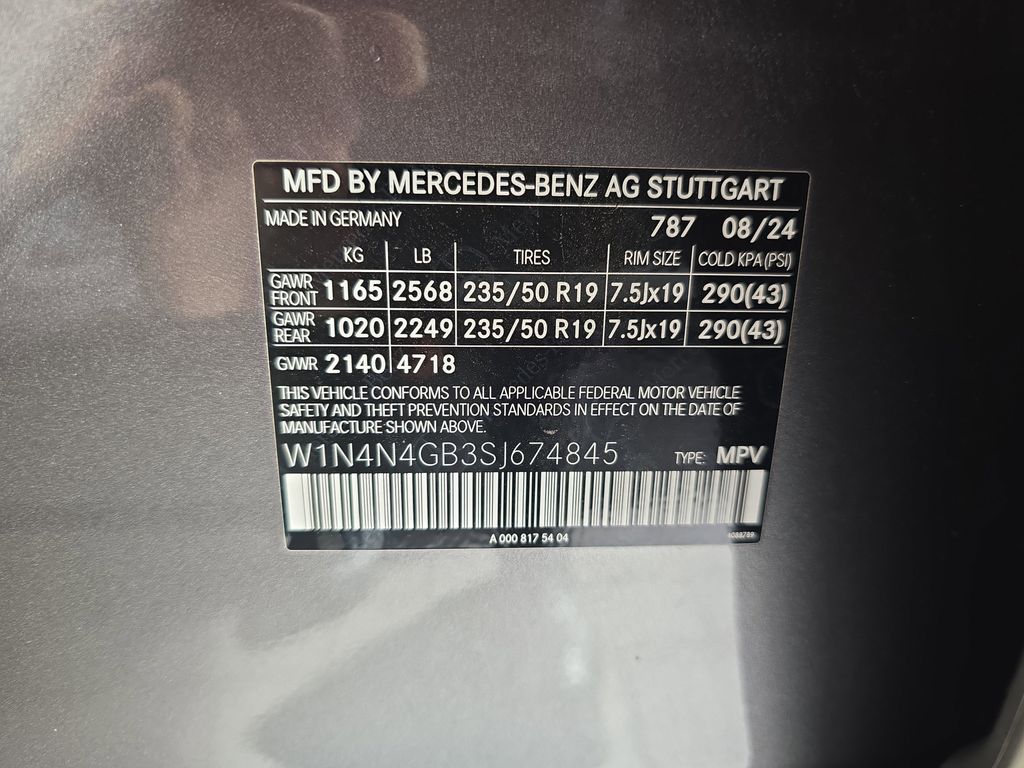 MFD BY MERCEDES-BENZ AG STUTTGART
MADE IN GERMANY 787 08/24
KG LB TIRES RIM SIZE COLD KPA (PSI)
GAWR FRONT 1165 2568 235/50 R19 7.5Jx19 290(43)
GAWR REAR 1020 2249 235/50 R19 7.5Jx19 290(43)
GVWR 2140 4718
THIS VEHICLE CONFORMS TO ALL APPLICABLE FEDERAL MOTOR VEHICLE
SAFETY AND THEFT PREVENTION STANDARDS IN EFFECT ON THE DATE OF
MANUFACTURE SHOWN ABOVE.
W1N4N4GB3SJ674845 TYPE: MPV
A 000 817 54 04